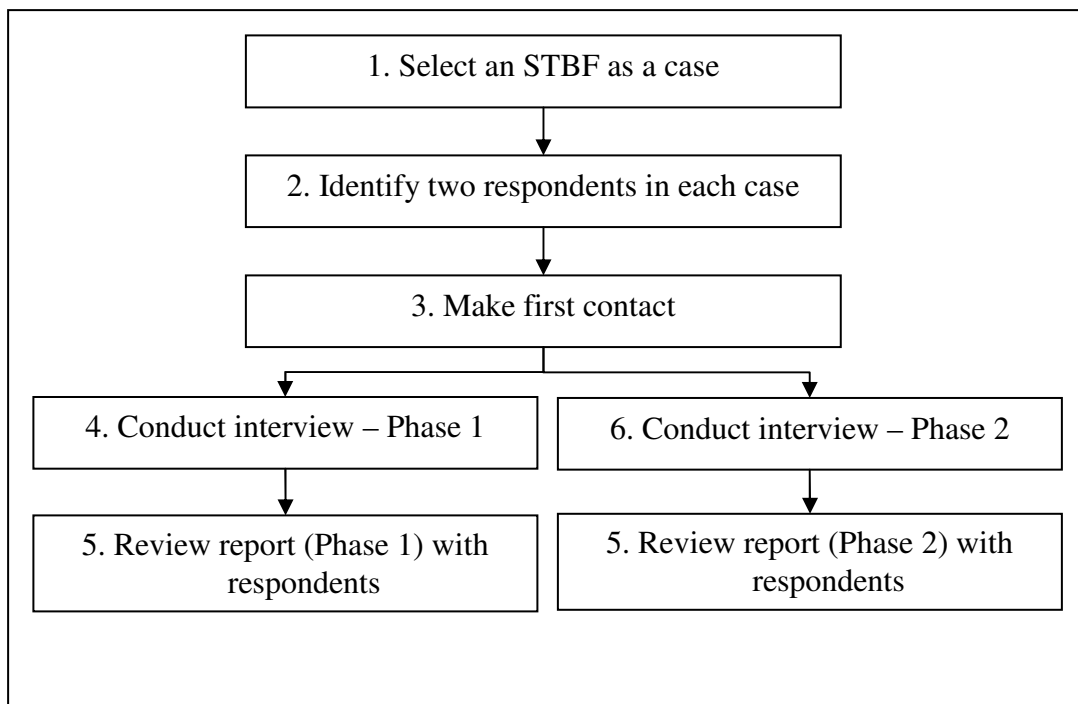 1. Select an STBF as a case
2. Identify two respondents in each case
3. Make first contact
4. Conduct interview – Phase 1
6. Conduct interview – Phase 2
5. Review report (Phase 1) with
respondents
5. Review report (Phase 2) with
respondents